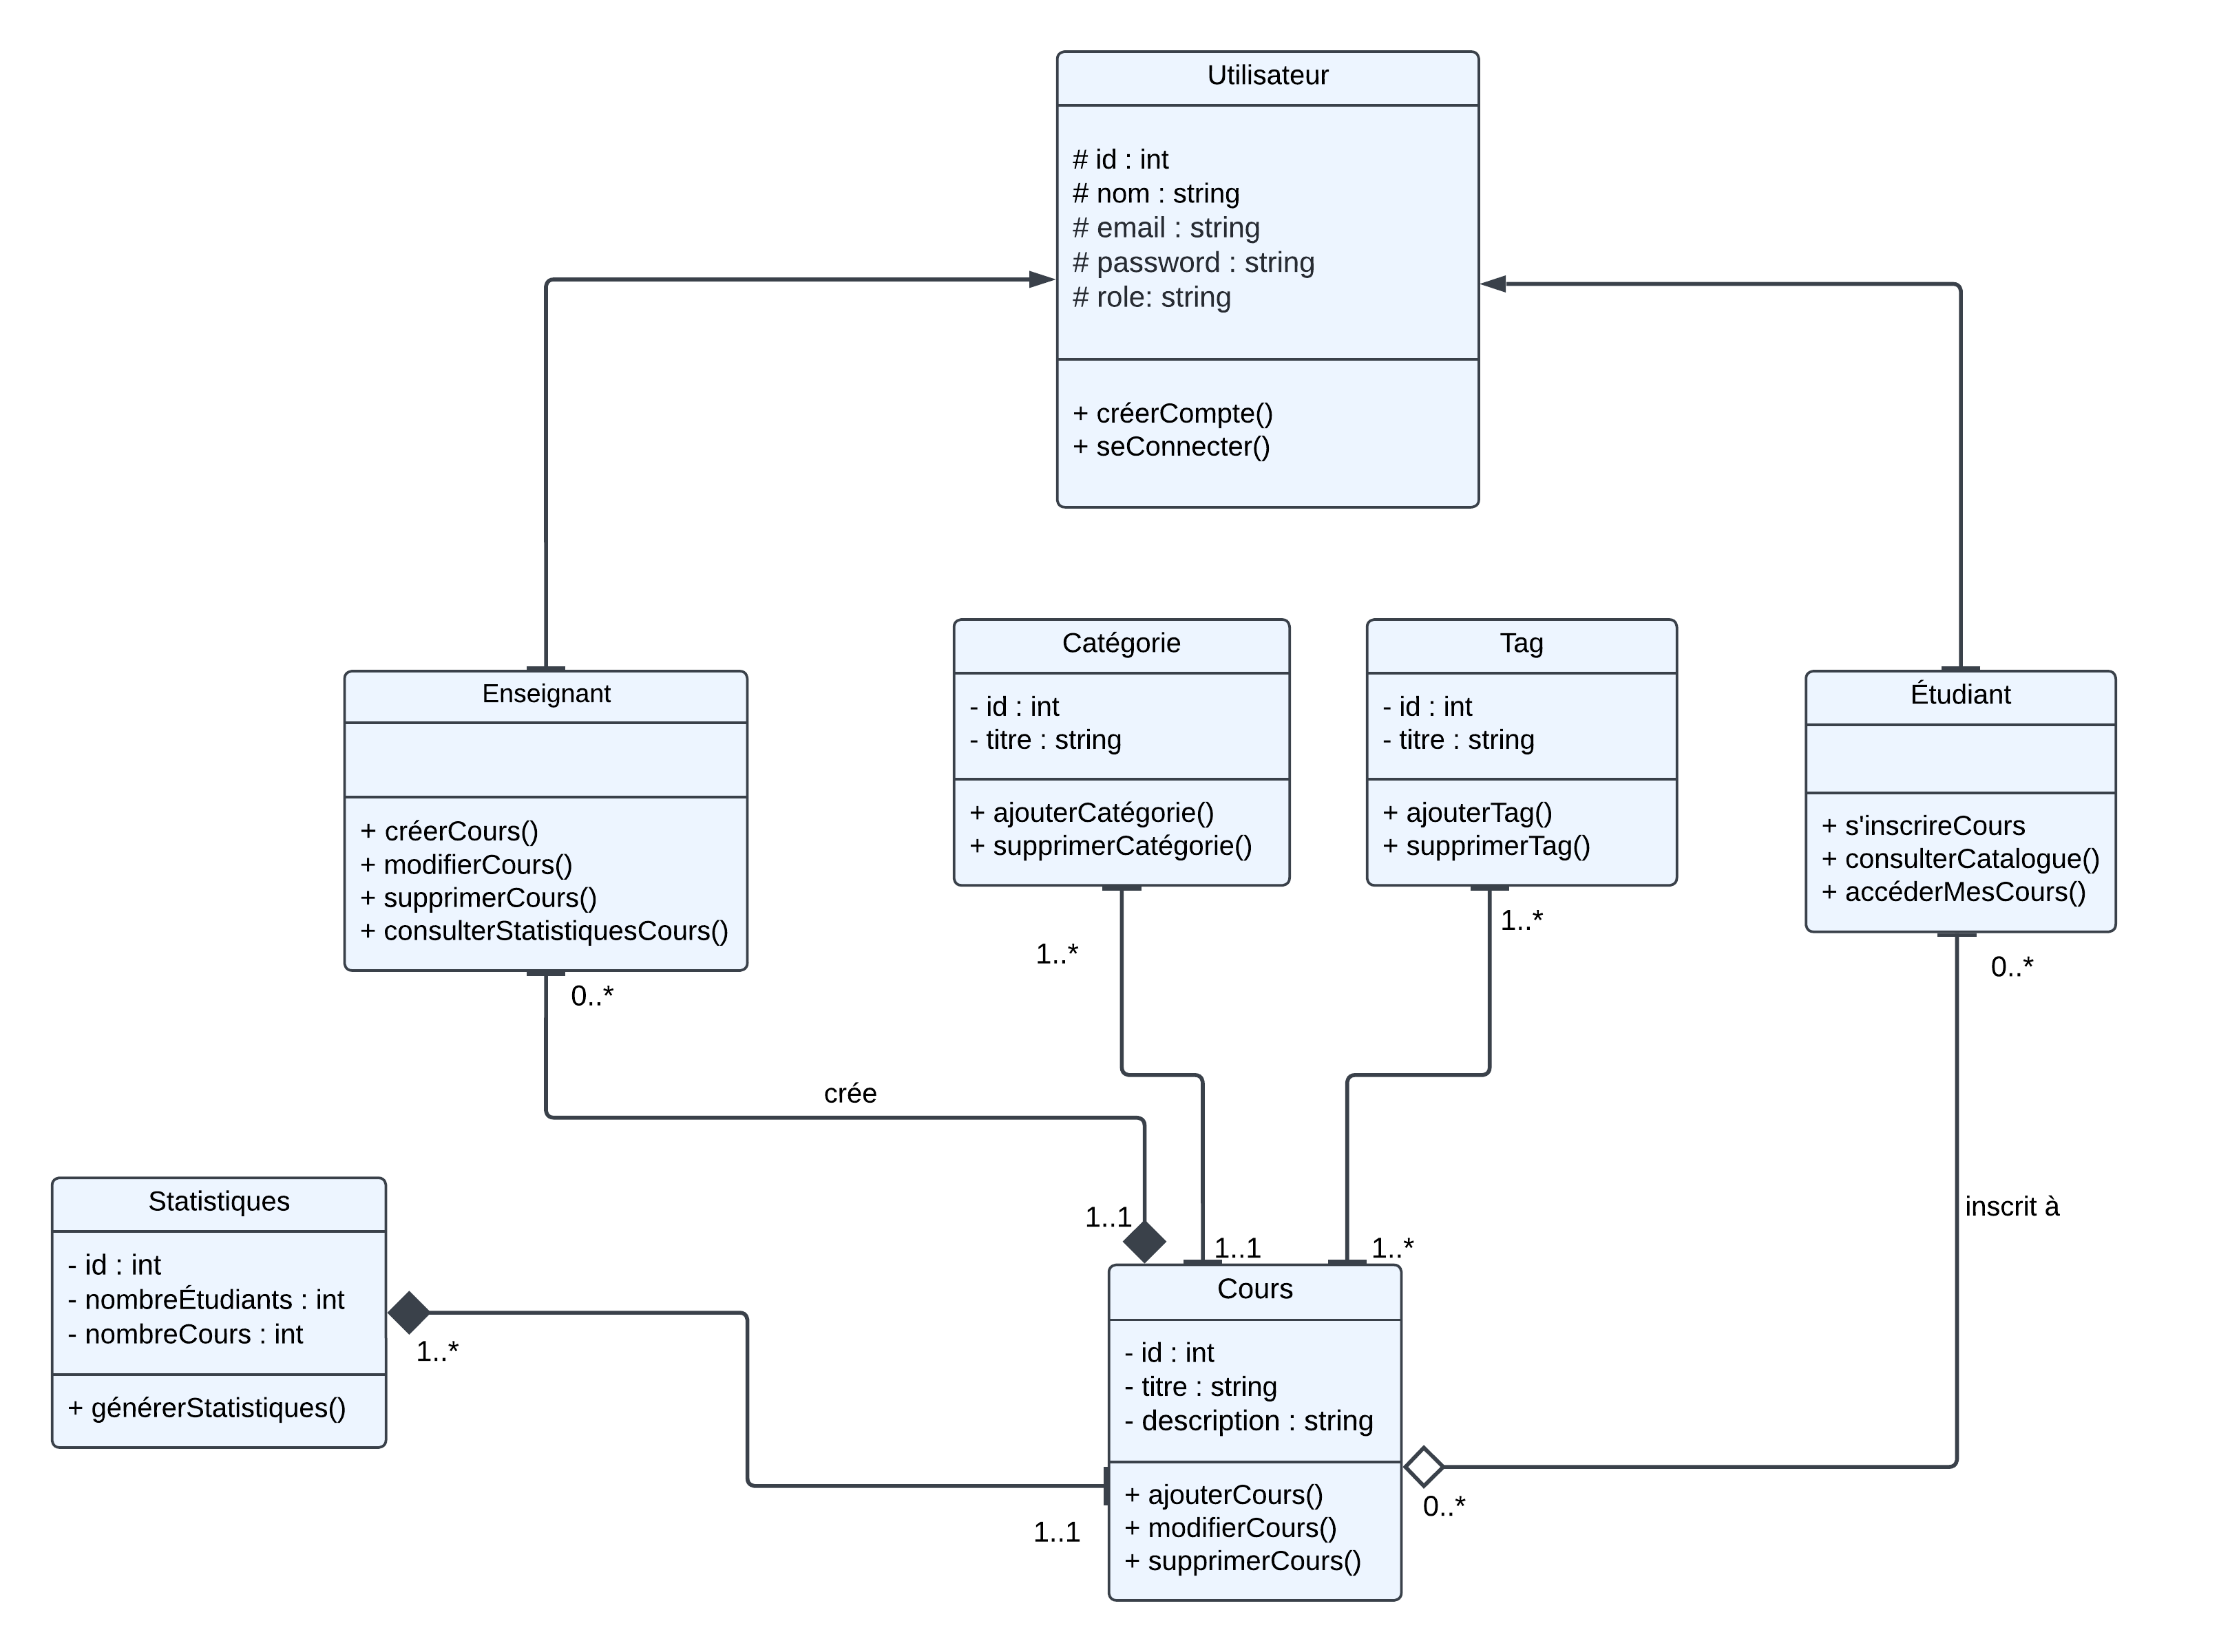 Utilisateur
# id : int
# nom : string
# email : string
# password : string
# role: string
+ créerCompte()
+ seConnecter()
Enseignant
+ créerCours()
+ modifierCours()
+ supprimerCours()
+ consulterStatistiquesCours()
0..*
Catégorie
- id : int
- titre : string
+ ajouterCatégorie()
+ supprimerCatégorie()
1..*
Tag
- id : int
- titre : string
+ ajouterTag()
+ supprimerTag()
1..*
Étudiant
+ s'inscrireCours
+ consulterCatalogue()
+ accéderMesCours()
0..*
crée
inscrit à
Statistiques
- id : int
- nombreÉtudiants : int
- nombreCours : int
+ générerStatistiques()
1..*
1..1
1..1
1..*
Cours
- id : int
- titre : string
- description : string
+ ajouterCours()
+ modifierCours()
+ supprimerCours()
1..1
0..*